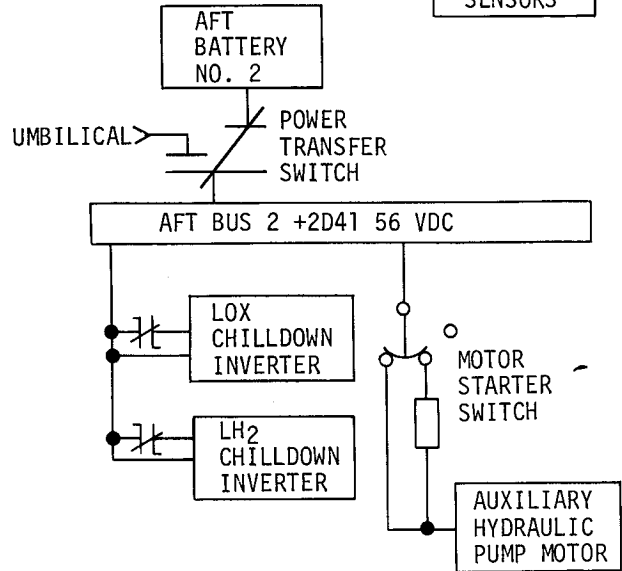 SENSORS
AFT
BATTERY
NO. 2
UMBILICAL
POWER
TRANSFER
SWITCH
AFT BUS 2 +2D41 56 VDC
LOX
CHILLDOWN
INVERTER
MOTOR
STARTER
SWITCH
LH2
CHILLDOWN
INVERTER
AUXILIARY
HYDRAULIC
PUMP MOTOR